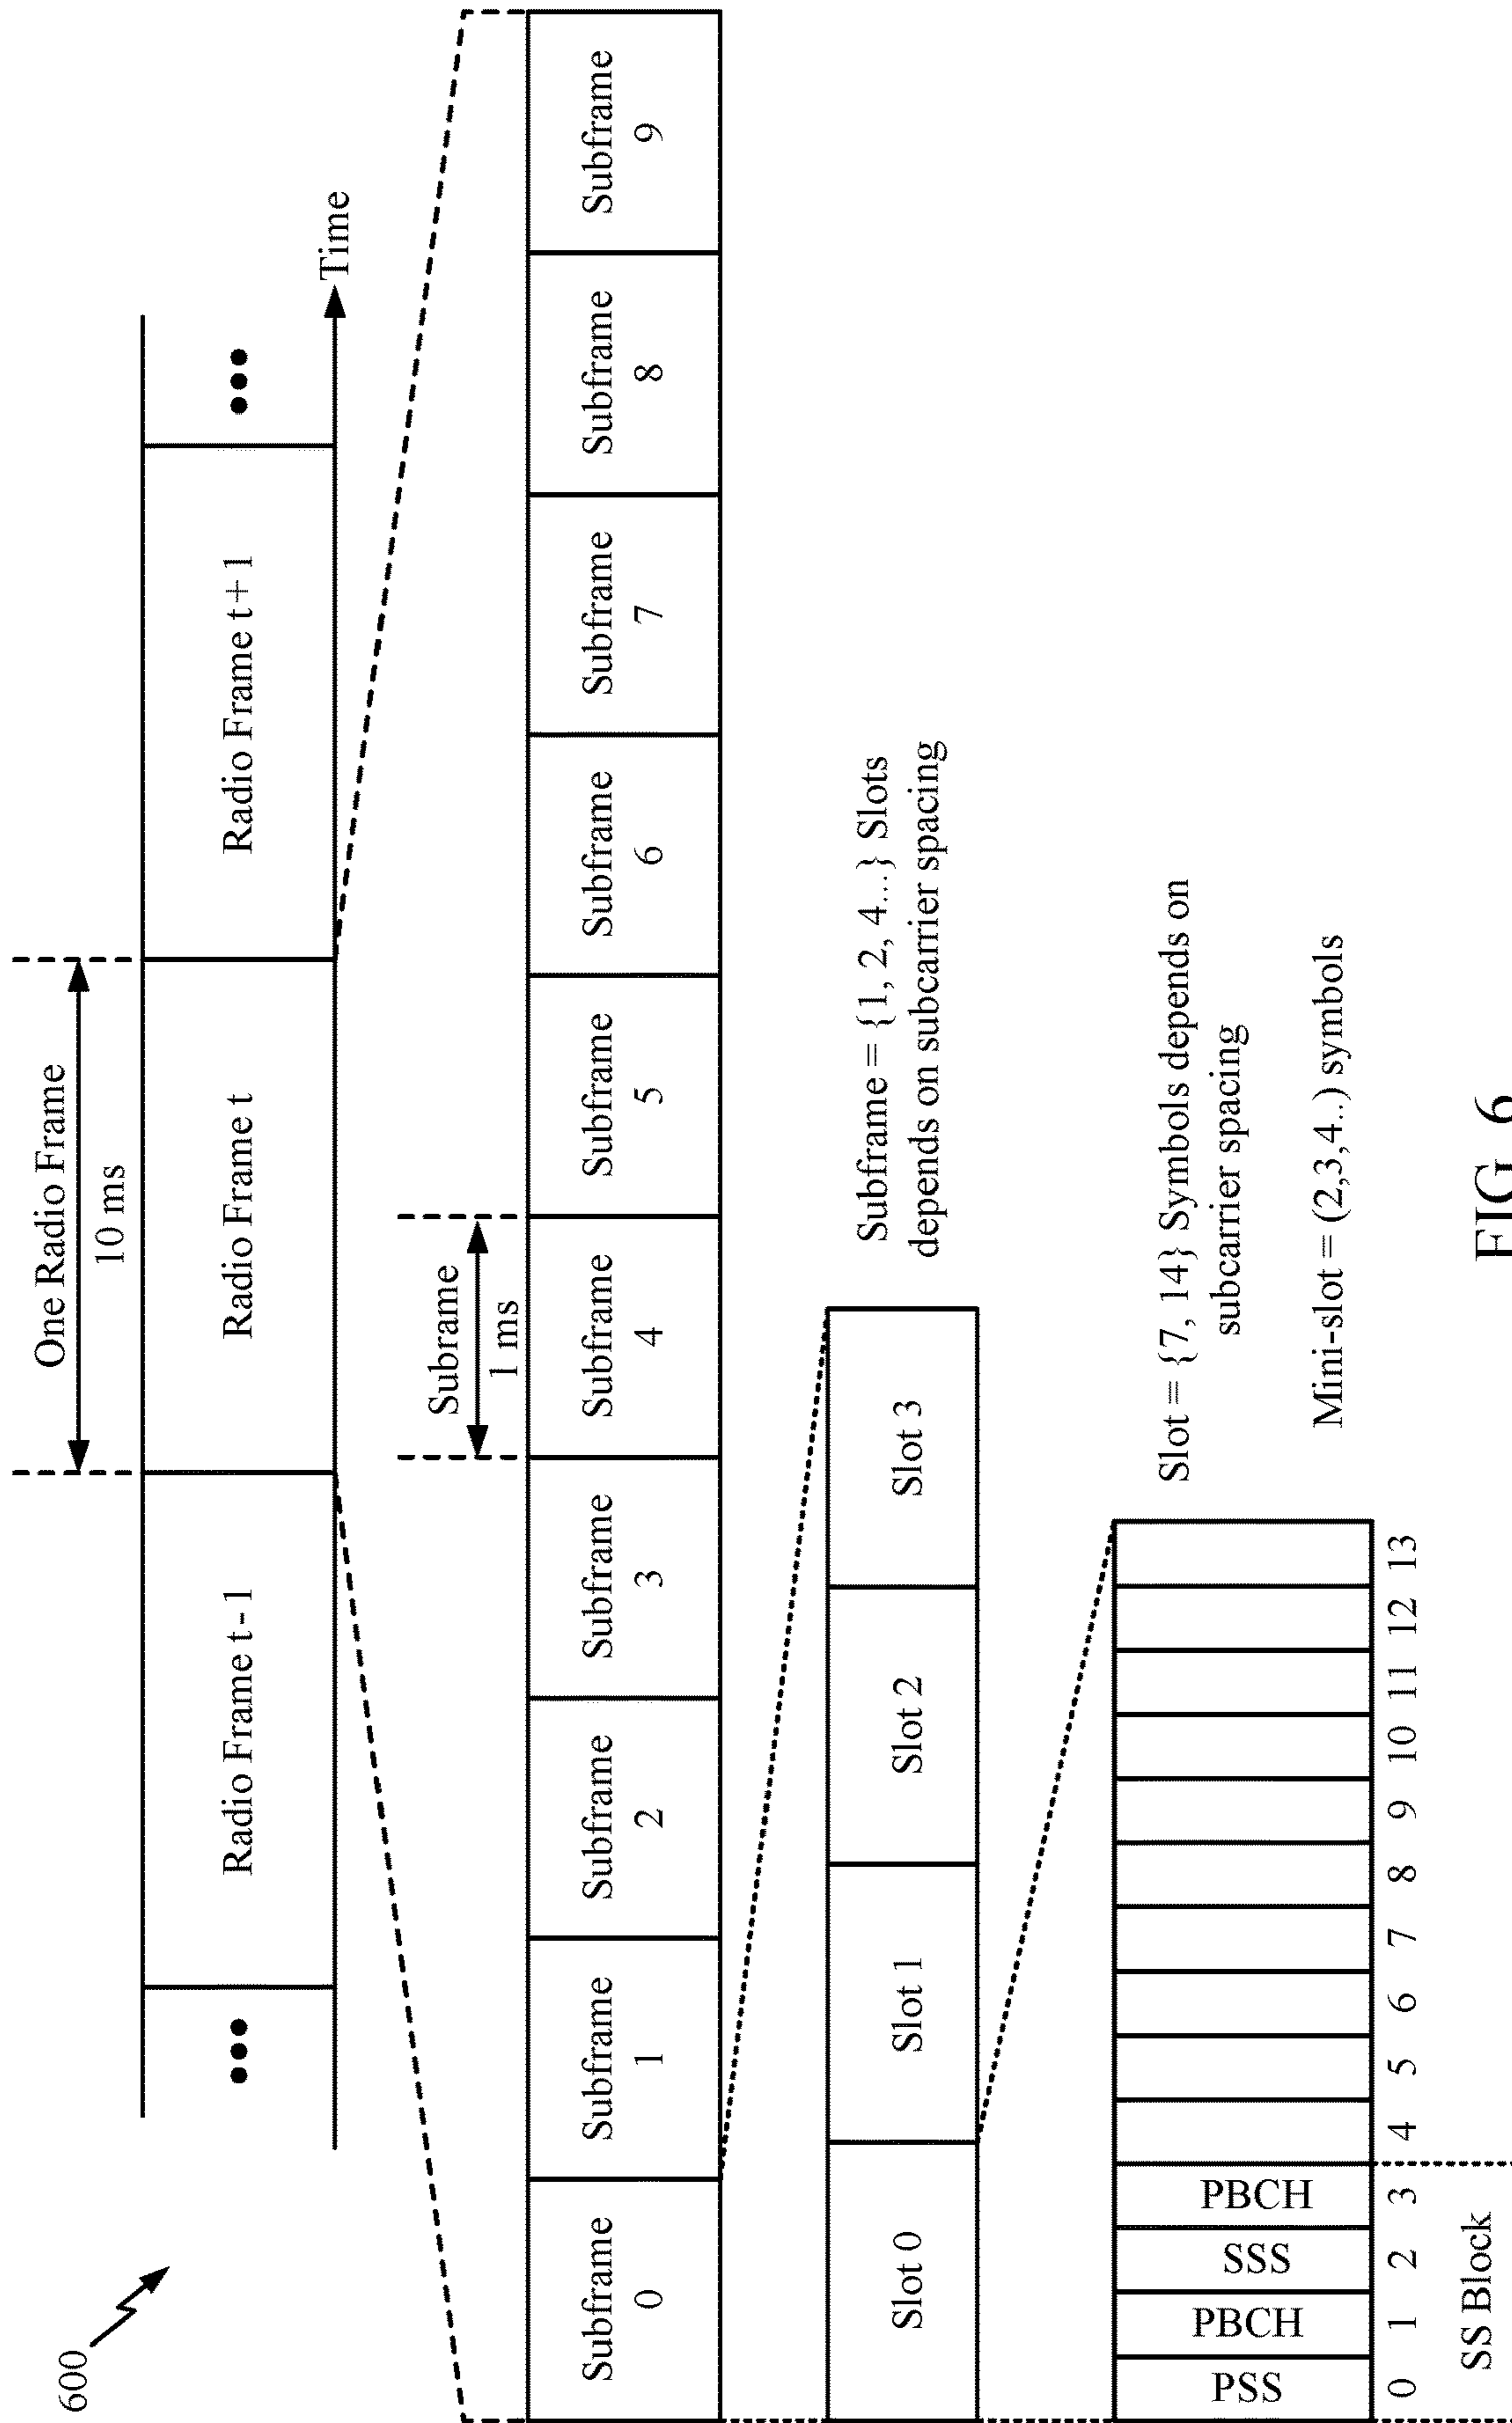 600
One Radio Frame
10 ms
••• Radio Frame t - 1 Radio Frame t Radio Frame t+1 •••
Time
Subrame
1 ms
Subframe 0
Subframe 1
Subframe 2
Subframe 3
Subframe 4
Subframe 5
Subframe 6
Subframe 7
Subframe 8
Subframe 9
Slot 0 Slot 1 Slot 2 Slot 3
Subframe = {1, 2, 4...} Slots
depends on subcarrier spacing
PSS PBCH SSS PBCH
0 1 2 3 4 5 6 7 8 9 10 11 12 13
SS Block
Slot = {7, 14} Symbols depends on
subcarrier spacing
Mini-slot = (2,3,4..) symbols
FIG. 6